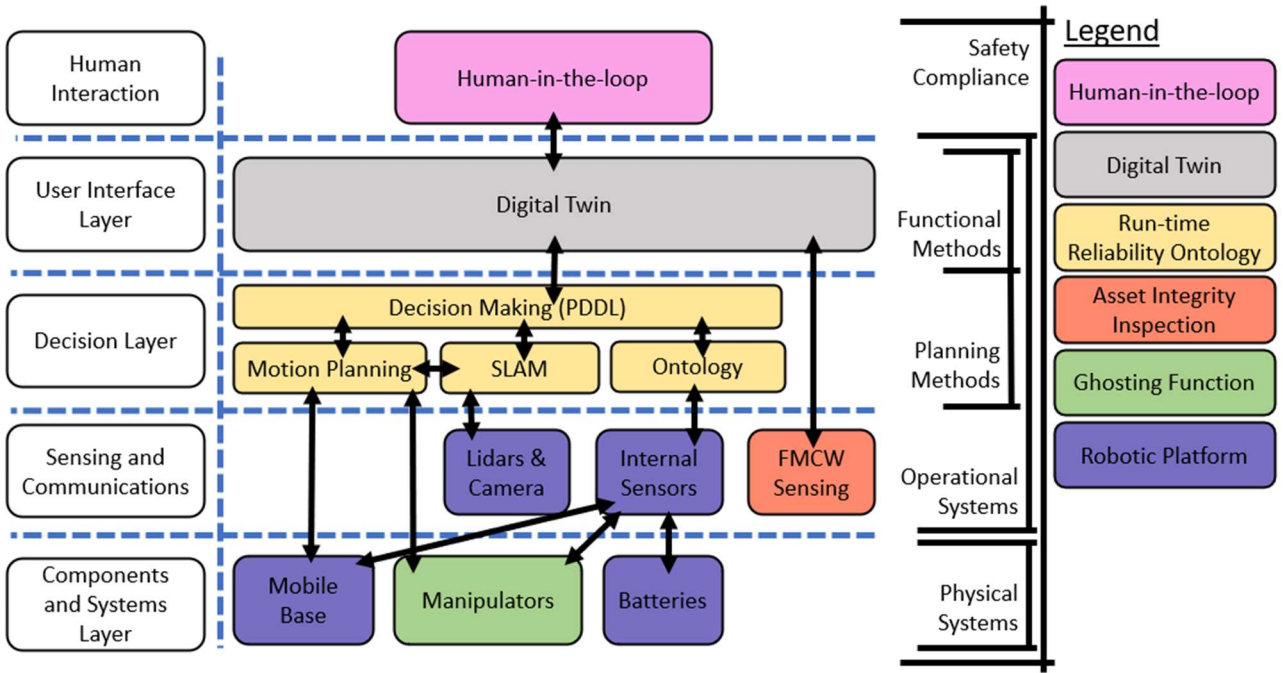 Human
Interaction
Human-in-the-loop
User Interface
Layer
Digital Twin
Decision Layer
Decision Making (PDDL)
Motion Planning
SLAM
Ontology
Sensing and
Communications
Lidars &
Camera
Internal
Sensors
FMCW
Sensing
Components
and Systems
Layer
Mobile
Base
Manipulators
Batteries
Safety
Compliance
Functional
Methods
Planning
Methods
Operational
Systems
Physical
Systems
Legend
Human-in-the-loop
Digital Twin
Run-time
Reliability Ontology
Asset Integrity
Inspection
Ghosting Function
Robotic Platform